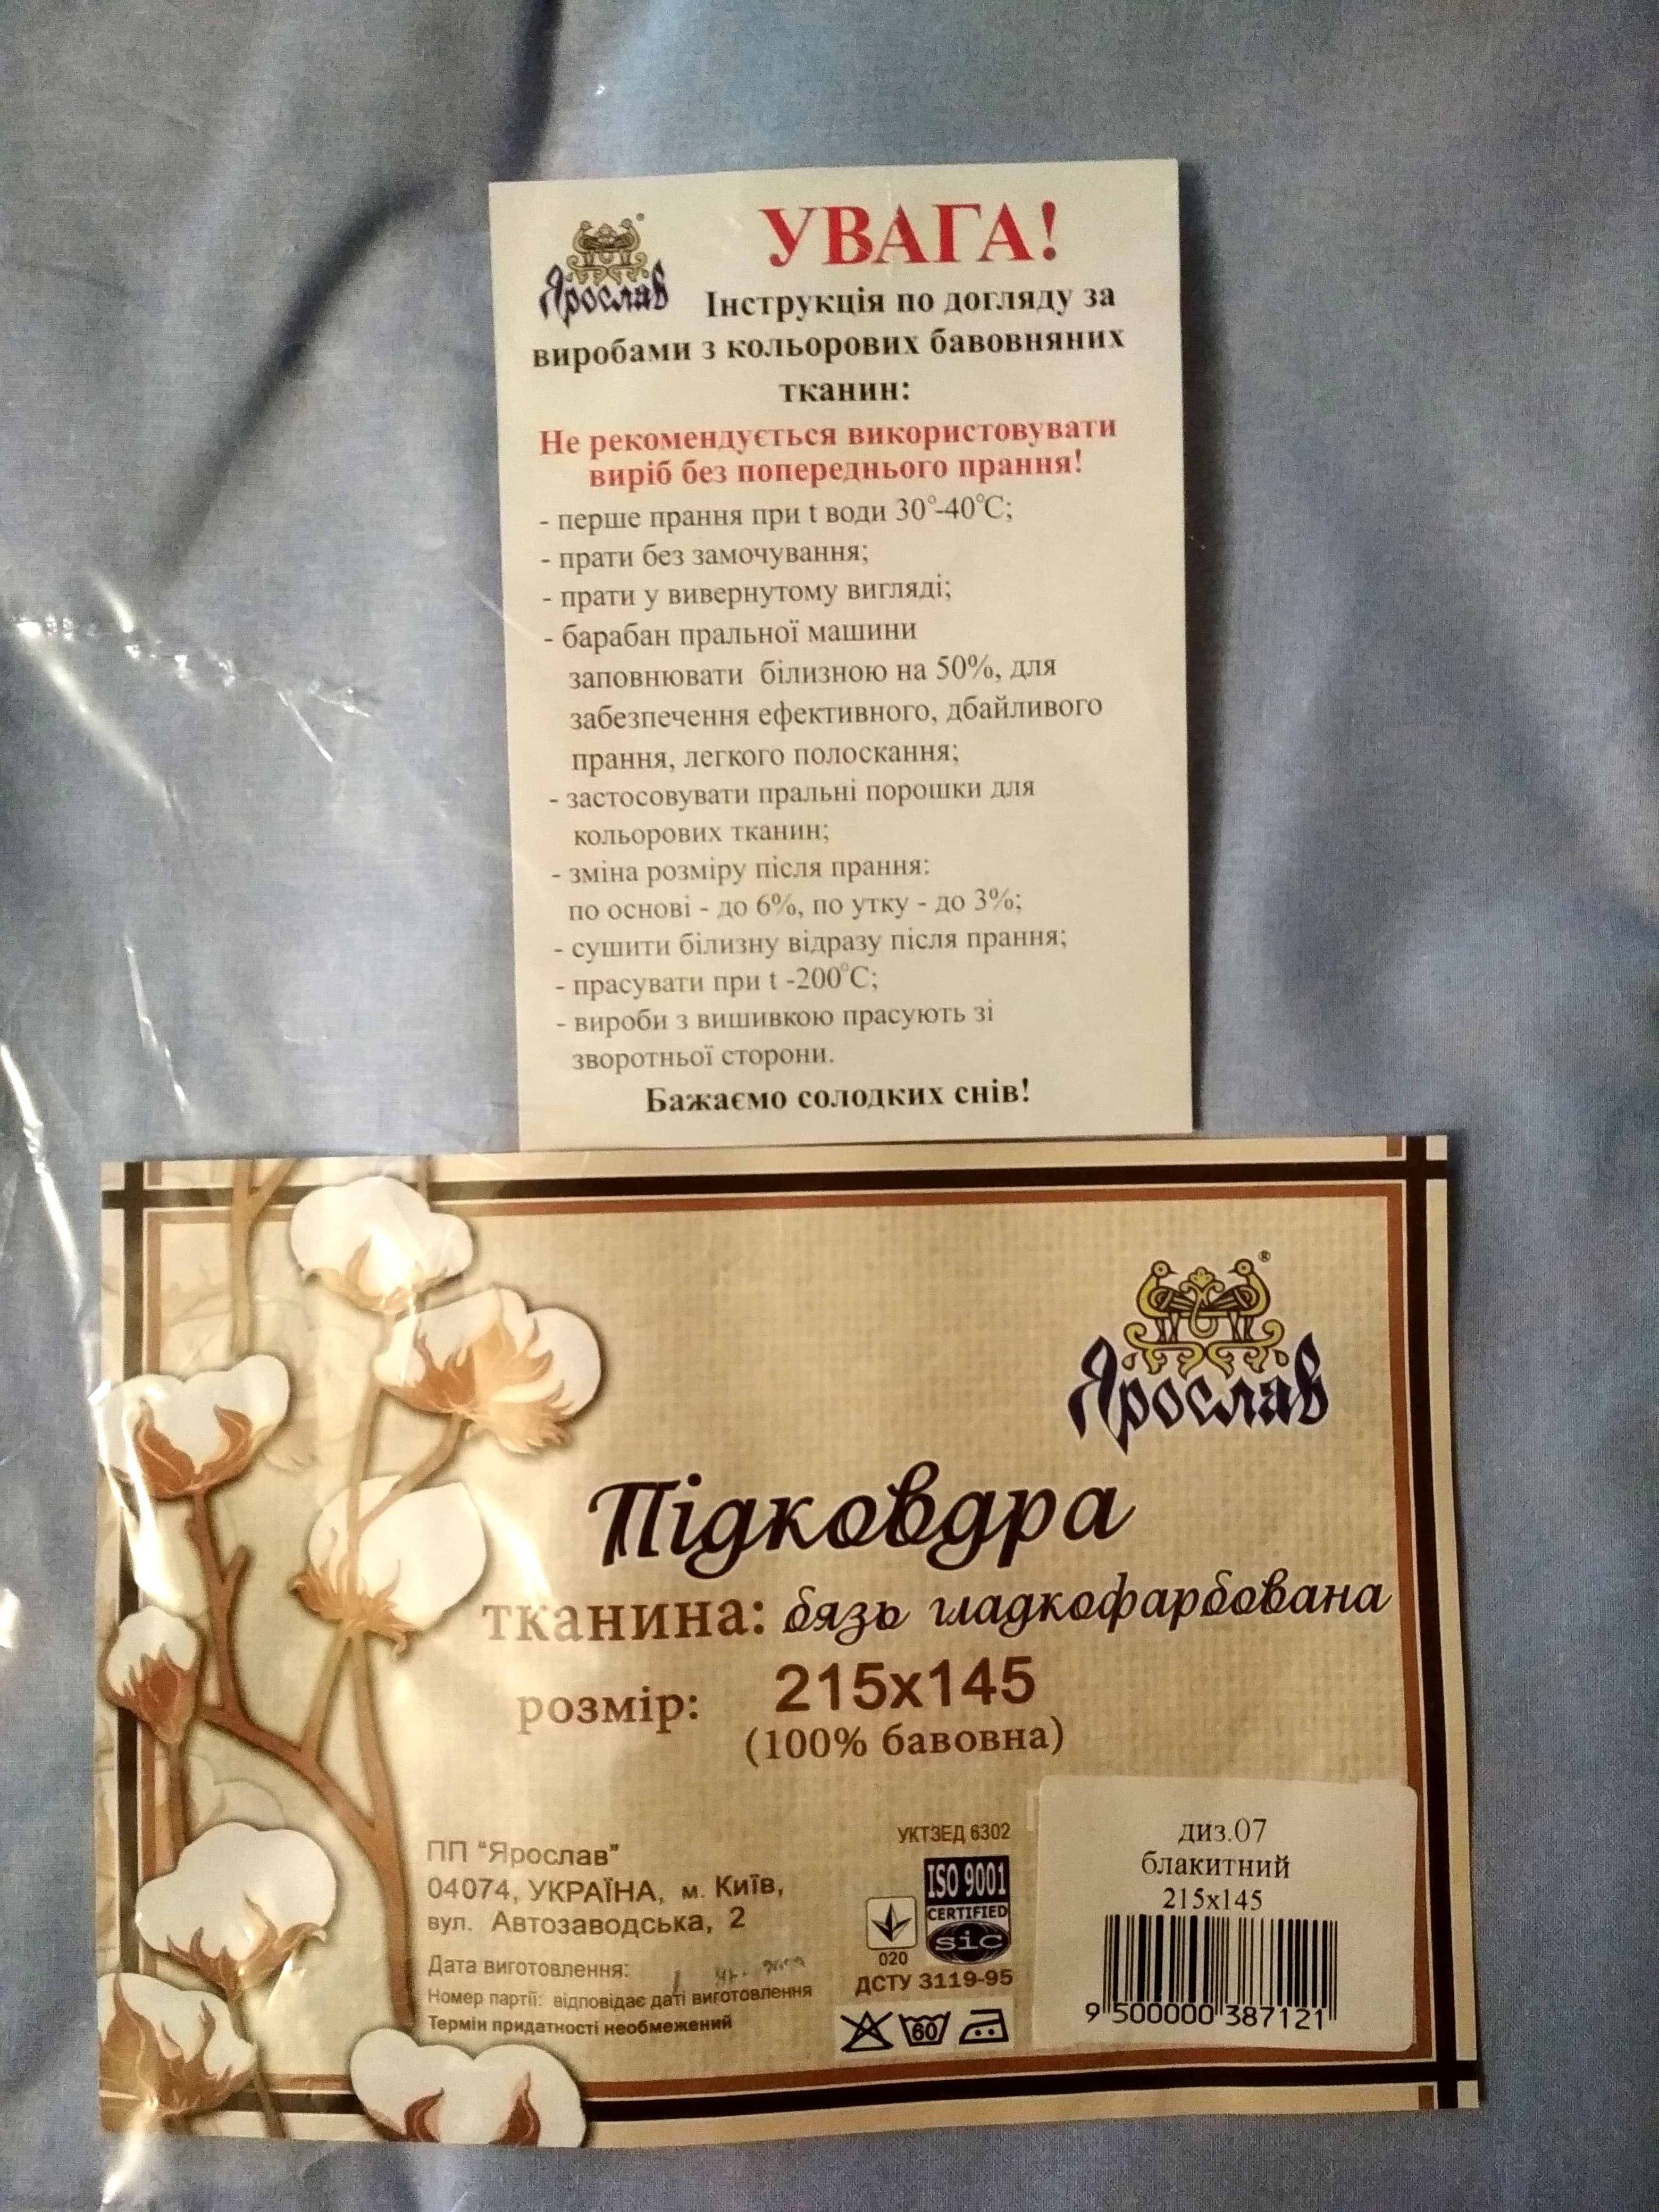 Ярослав
УВАГА!
Інструкція по догляду за
виробами з кольорових бавовняних
тканин:
Не рекомендується використовувати
виріб без попереднього прання!
- перше прання при t води 30°-40°C;
- прати без замочування;
- прати у вивернутому вигляді;
- барабан пральної машини
заповнювати білизною на 50%, для
забезпечення ефективного, дбайливого
прання, легкого полоскання;
- застосовувати пральні порошки для
кольорових тканин;
- зміна розміру після прання:
по основі - до 6%, по утку - до 3%;
- сушити білизну відразу після прання;
- прасувати при t -200°C;
- вироби з вишивкою прасують зі
зворотньої сторони.
Бажаємо солодких снів!
®
Ярослав
Підковдра
тканина: бязь гладкофарбована
розмір: 215x145
(100% бавовна)
ПП "Ярослав"
04074, УКРАЇНА, м. Київ,
вул. Автозаводська, 2
Дата виготовлення:
Номер партії: відповідає даті виготовлення
Термін придатності необмежений
УКТЗЕД 6302
ISO 9001
CERTIFIED
sic
020
ДСТУ 3119-95
60
диз.07
блакитний
215x145
9 500000 387121